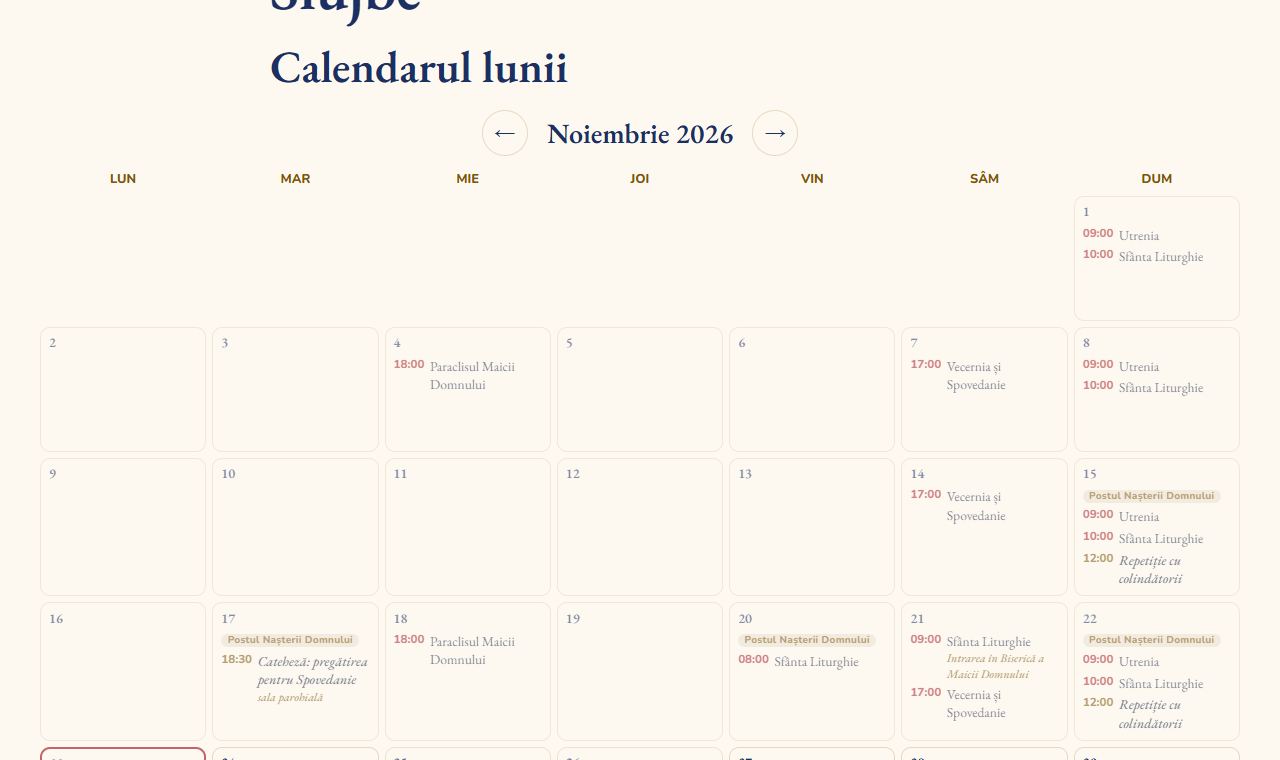 Slujbe
Calendarul lunii
← Noiembrie 2026 →
LUN MAR MIE JOI VIN SÂM DUM
1
09:00 Utrenia
10:00 Sfânta Liturghie
2
3
4
18:00 Paraclisul Maicii
Domnului
5
6
7
17:00 Vecernia și
Spovedanie
8
09:00 Utrenia
10:00 Sfânta Liturghie
9
10
11
12
13
14
17:00 Vecernia și
Spovedanie
15
Postul Nașterii Domnului
09:00 Utrenia
10:00 Sfânta Liturghie
12:00 Repetiție cu
colindătorii
16
17
Postul Nașterii Domnului
18:30 Cateheză: pregătirea
pentru Spovedanie
sala parohială
18
18:00 Paraclisul Maicii
Domnului
19
20
Postul Nașterii Domnului
08:00 Sfânta Liturghie
21
09:00 Sfânta Liturghie
Intrarea în Biserică a
Maicii Domnului
17:00 Vecernia și
Spovedanie
22
Postul Nașterii Domnului
09:00 Utrenia
10:00 Sfânta Liturghie
12:00 Repetiție cu
colindătorii